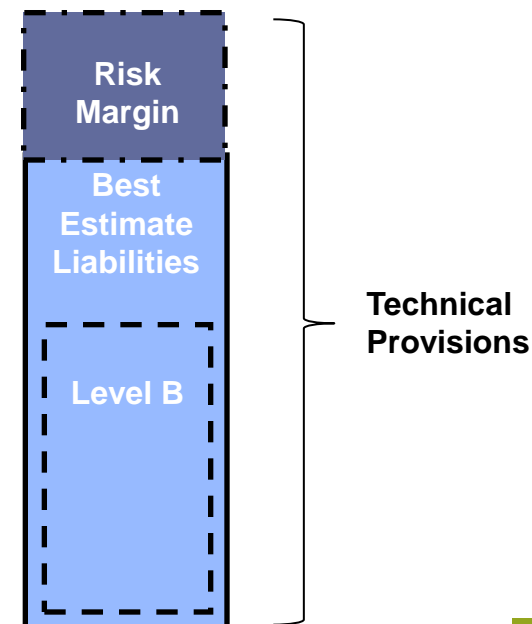 Risk
Margin
Best
Estimate
Liabilities
Level B
Technical
Provisions